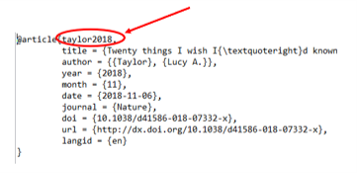 @article{taylor2018,
title = {Twenty things I wish I{\textquoteright}d known
author = {{Taylor}, {Lucy A.}},
year = {2018},
month = {11},
date = {2018-11-06},
journal = {Nature},
doi = {10.1038/d41586-018-07332-x},
url = {http://dx.doi.org/10.1038/d41586-018-07332-x},
langid = {en}
}